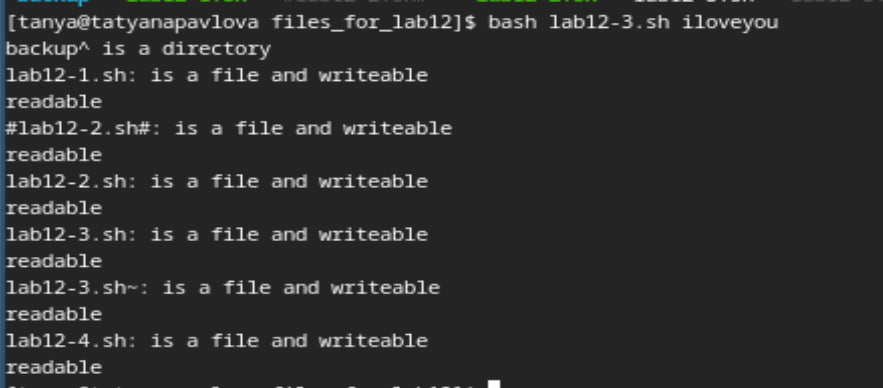 [tanya@tatyanapavlova files_for_lab12]$ bash lab12-3.sh iloveyou
backup^ is a directory
lab12-1.sh: is a file and writeable
readable
#lab12-2.sh#: is a file and writeable
readable
lab12-2.sh: is a file and writeable
readable
lab12-3.sh: is a file and writeable
readable
lab12-3.sh~: is a file and writeable
readable
lab12-4.sh: is a file and writeable
readable